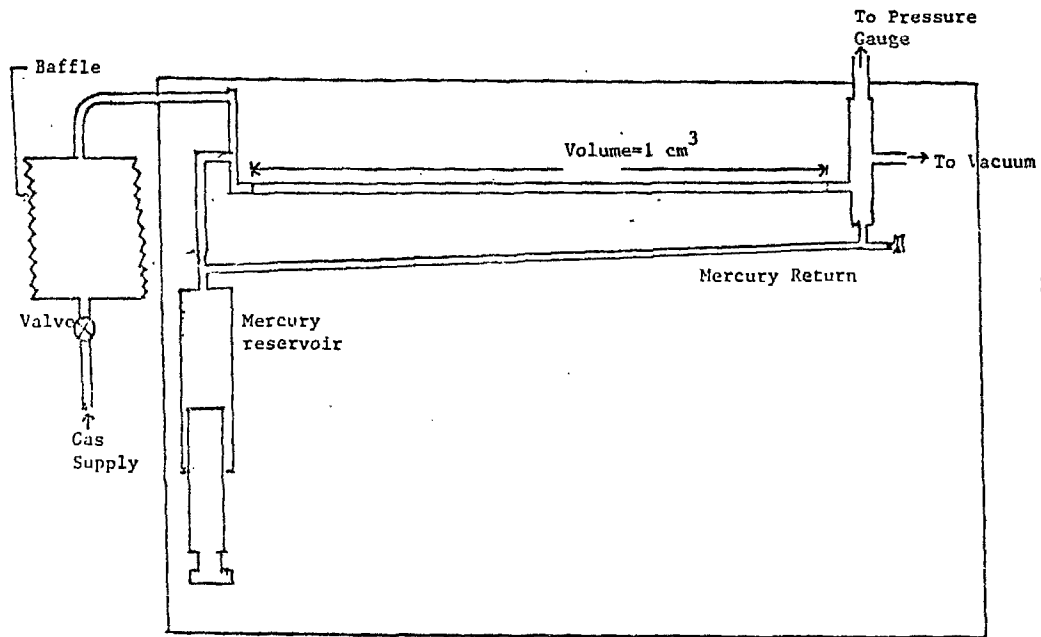 To Pressure
Gauge
Baffle
Volume=1 cm³
To Vacuum
Mercury Return
Valve
Mercury
reservoir
Gas
Supply